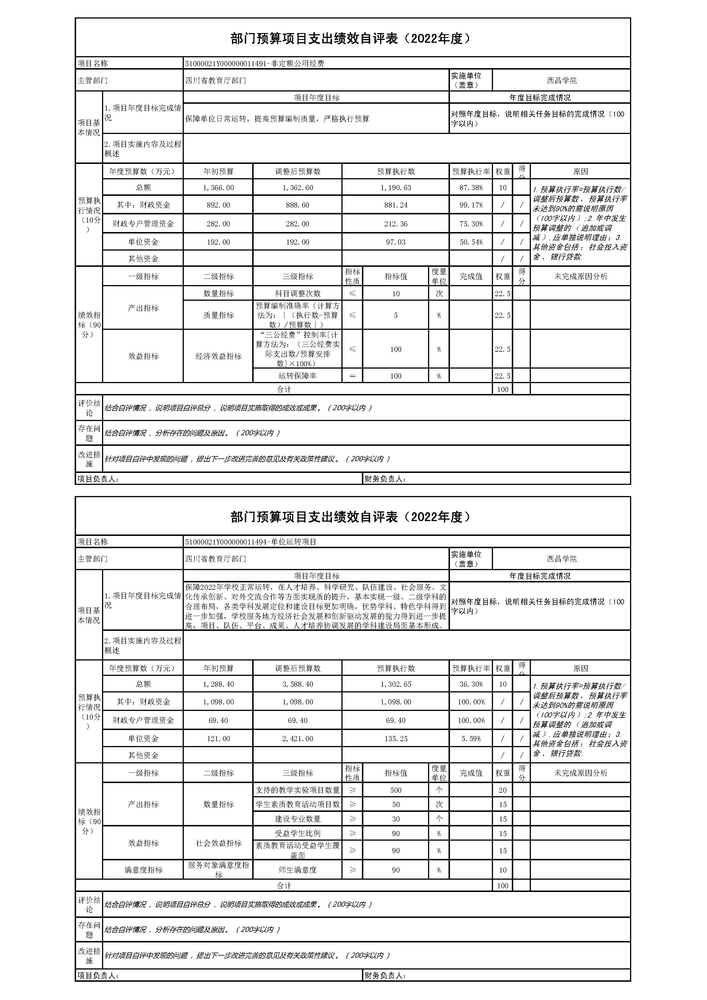 部门预算项目支出绩效自评表（2022年度）
项目名称 51000021Y000000011491-非定额公用经费
主管部门 四川省教育厅部门 实施单位（盖章） 西昌学院
项目基本情况
1.项目年度目标完成情况
项目年度目标 年度目标完成情况
保障单位日常运转，提高预算编制质量，严格执行预算
对照年度目标，说明相关任务目标的完成情况（100字以内）
2.项目实施内容及过程概述
预算执行情况（10分）
年度预算数（万元） 年初预算 调整后预算数 预算执行数 预算执行率 权重 得分 原因
总额 1,366.00 1,362.60 1,190.63 87.38% 10
其中：财政资金 892.00 888.60 881.24 99.17% / /
财政专户管理资金 282.00 282.00 212.36 75.30% / /
单位资金 192.00 192.00 97.03 50.54% / /
其他资金 / /
1.预算执行率=预算执行数/
调整后预算数，预算执行率
未达到90%的需说明原因
（100字以内）;2.年中发生
预算调整的（追加或调
减）,应单独说明理由；3.
其他资金包括：社会投入资
金、银行贷款.
绩效指标（90分）
一级指标 二级指标 三级指标 指标性质 指标值 度量单位 完成值 权重 得分 未完成原因分析
产出指标 数量指标 科目调整次数 ≤ 10 次 22.5
质量指标 预算编制准确率（计算方法为：｜（执行数-预算数）/预算数｜） ≤ 5 % 22.5
效益指标 经济效益指标 “三公经费”控制率[计算方法为：（三公经费实际支出数/预算安排数]×100%） ≤ 100 % 22.5
运转保障率 ＝ 100 % 22.5
合计 100
评价结论 结合自评情况，说明项目自评总分，说明项目实施取得的成效或成果。（200字以内）
存在问题 结合自评情况，分析存在的问题及原因。（200字以内）
改进措施 针对项目自评中发现的问题，提出下一步改进完善的意见及有关政策性建议。（200字以内）
项目负责人： 财务负责人：
部门预算项目支出绩效自评表（2022年度）
项目名称 51000021Y000000011494-单位运转项目
主管部门 四川省教育厅部门 实施单位（盖章） 西昌学院
项目基本情况
1.项目年度目标完成情况
项目年度目标 年度目标完成情况
保障2022年学校正常运转，在人才培养、科学研究、队伍建设、社会服务、文
化传承创新、对外交流合作等方面实现质的提升，基本实现一级、二级学科的
合理布局，各类学科发展定位和建设目标更加明确，优势学科、特色学科得到
进一步加强，学校服务地方经济社会发展和创新驱动发展的能力得到进一步提
高，项目、队伍、平台、成果、人才培养协调发展的学科建设局面基本形成。
对照年度目标，说明相关任务目标的完成情况（100字以内）
2.项目实施内容及过程概述
预算执行情况（10分）
年度预算数（万元） 年初预算 调整后预算数 预算执行数 预算执行率 权重 得分 原因
总额 1,288.40 3,588.40 1,302.65 36.30% 10
其中：财政资金 1,098.00 1,098.00 1,098.00 100.00% / /
财政专户管理资金 69.40 69.40 69.40 100.00% / /
单位资金 121.00 2,421.00 135.25 5.59% / /
其他资金 / /
1.预算执行率=预算执行数/
调整后预算数，预算执行率
未达到90%的需说明原因
（100字以内）;2.年中发生
预算调整的（追加或调
减）,应单独说明理由；3.
其他资金包括：社会投入资
金、银行贷款.
绩效指标（90分）
一级指标 二级指标 三级指标 指标性质 指标值 度量单位 完成值 权重 得分 未完成原因分析
产出指标 数量指标 支持的教学实验项目数量 ≥ 500 个 20
学生素质教育活动项目数 ≥ 50 次 15
建设专业数量 ≥ 30 个 15
效益指标 社会效益指标 受益学生比例 ≥ 90 % 15
素质教育活动受益学生覆盖面 ≥ 90 % 15
满意度指标 服务对象满意度指标 师生满意度 ≥ 90 % 10
合计 100
评价结论 结合自评情况，说明项目自评总分，说明项目实施取得的成效或成果。（200字以内）
存在问题 结合自评情况，分析存在的问题及原因。（200字以内）
改进措施 针对项目自评中发现的问题，提出下一步改进完善的意见及有关政策性建议。（200字以内）
项目负责人： 财务负责人：